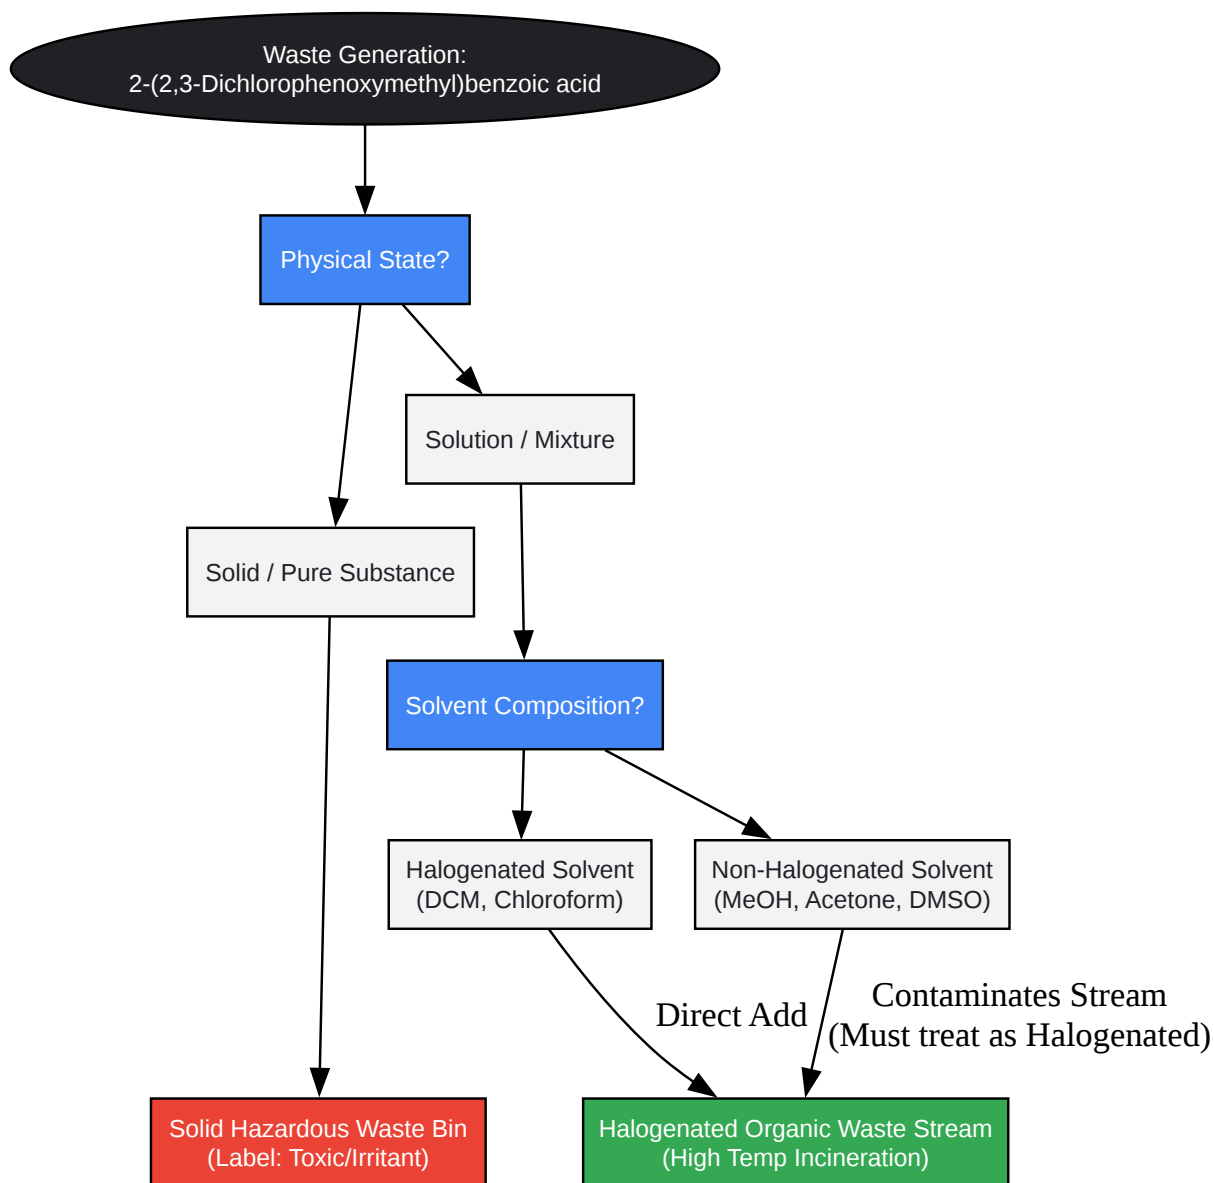 Waste Generation:
2-(2,3-Dichlorophenoxymethyl)benzoic acid
Physical State?
Solution / Mixture
Solid / Pure Substance
Solvent Composition?
Halogenated Solvent
(DCM, Chloroform)
Non-Halogenated Solvent
(MeOH, Acetone, DMSO)
Direct Add
Contaminates Stream
(Must treat as Halogenated)
Solid Hazardous Waste Bin
(Label: Toxic/Irritant)
Halogenated Organic Waste Stream
(High Temp Incineration)